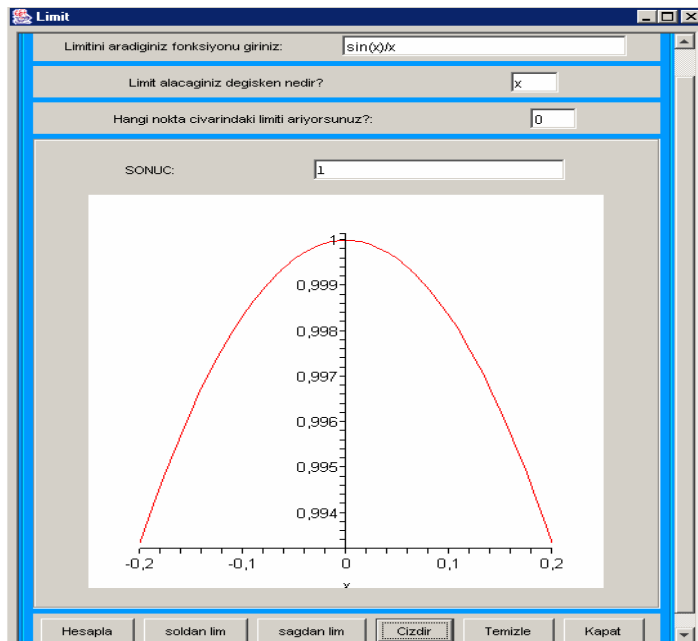 Limit
Limitini aradiginiz fonksiyonu giriniz: sin(x)/x
Limit alacaginiz degisken nedir? x
Hangi nokta civarindaki limiti ariyorsunuz?: 0
SONUC: 1
1
0,999
0,998
0,997
0,996
0,995
0,994
-0,2 -0,1 0 0,1 0,2
x
Hesapla soldan lim sagdan lim Cizdir Temizle Kapat